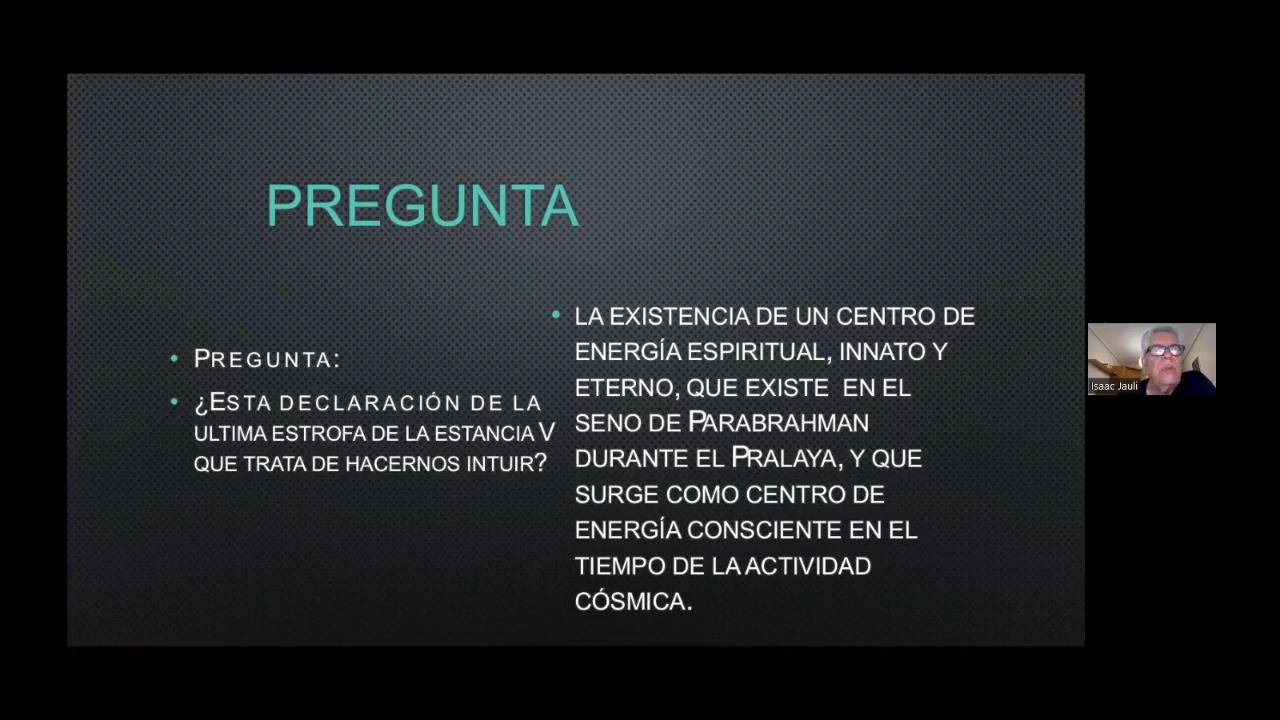 PREGUNTA
• PREGUNTA:
• ¿ESTA DECLARACIÓN DE LA
ULTIMA ESTROFA DE LA ESTANCIA V
QUE TRATA DE HACERNOS INTUIR?
• LA EXISTENCIA DE UN CENTRO DE
ENERGÍA ESPIRITUAL, INNATO Y
ETERNO, QUE EXISTE EN EL
SENO DE PARABRAHMAN
DURANTE EL PRALAYA, Y QUE
SURGE COMO CENTRO DE
ENERGÍA CONSCIENTE EN EL
TIEMPO DE LA ACTIVIDAD
CÓSMICA.
Isaac Jauli